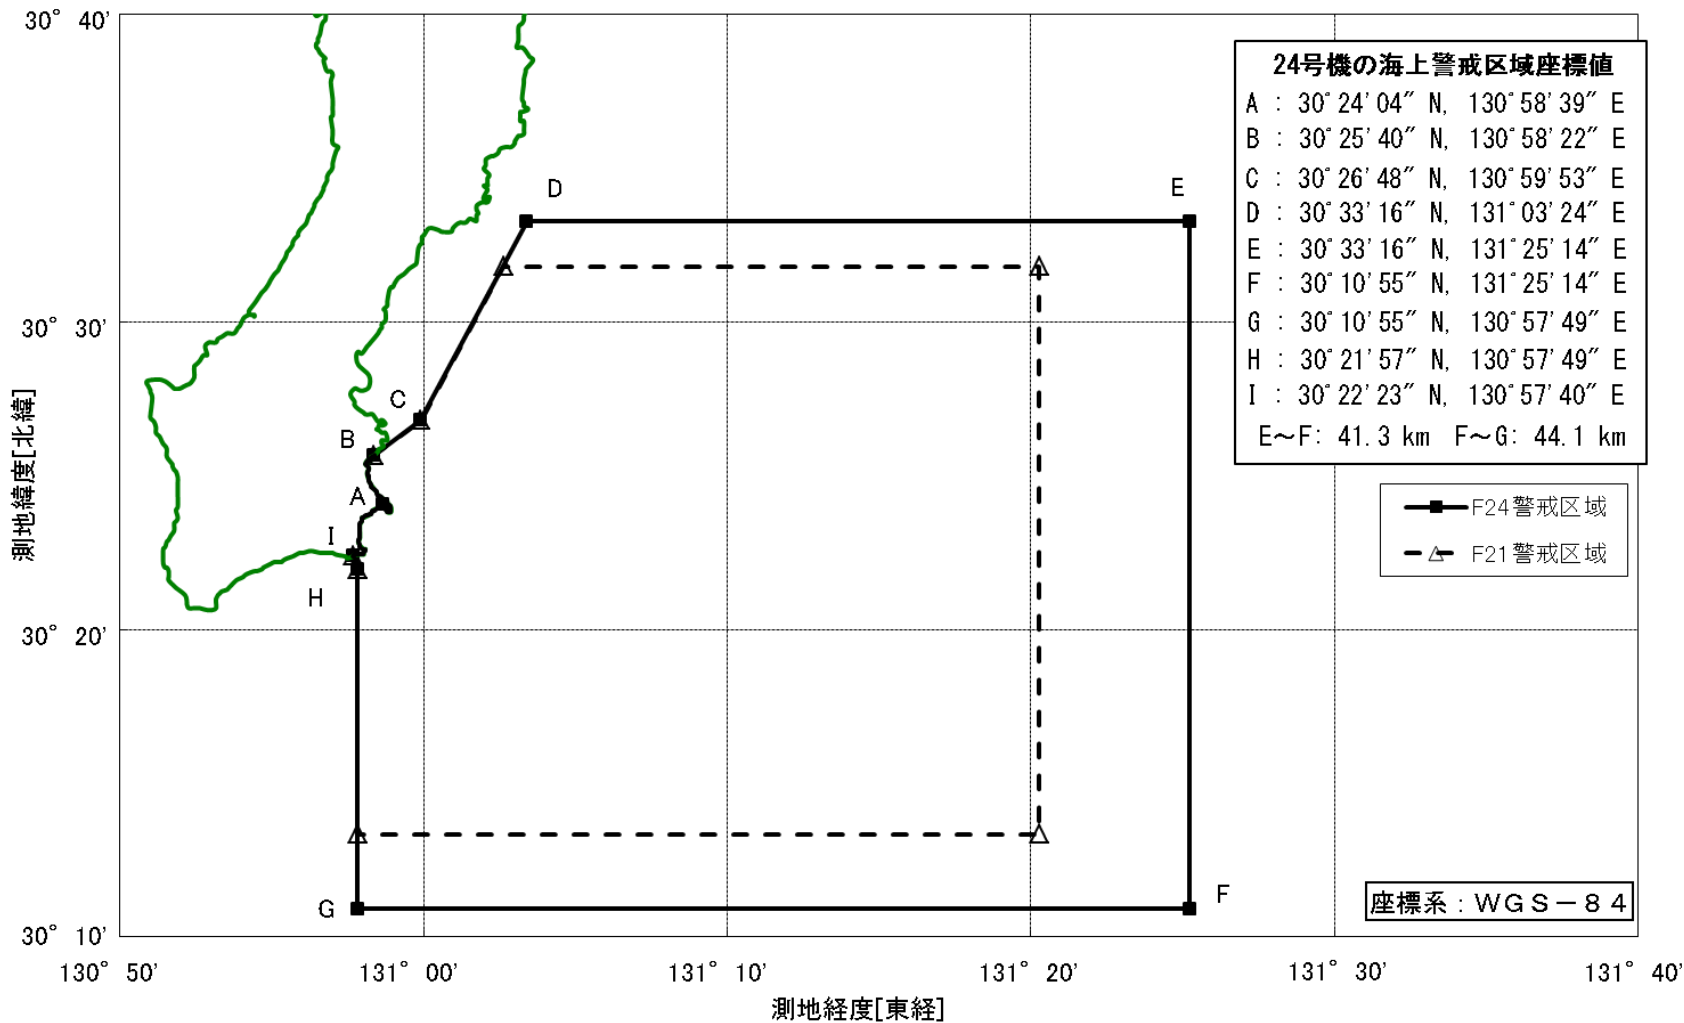 30° 40'
30° 30'
30° 20'
30° 10'
測地緯度[北緯]
130° 50'
131° 00'
131° 10'
131° 20'
131° 30'
131° 40'
測地経度[東経]
D
E
C
B
A
I
H
G
F
24号機の海上警戒区域座標値
A : 30°24'04″ N, 130°58'39″ E
B : 30°25'40″ N, 130°58'22″ E
C : 30°26'48″ N, 130°59'53″ E
D : 30°33'16″ N, 131°03'24″ E
E : 30°33'16″ N, 131°25'14″ E
F : 30°10'55″ N, 131°25'14″ E
G : 30°10'55″ N, 130°57'49″ E
H : 30°21'57″ N, 130°57'49″ E
I : 30°22'23″ N, 130°57'40″ E
E～F: 41.3 km F～G: 44.1 km
F24警戒区域
F21警戒区域
座標系：ＷＧＳ－８４